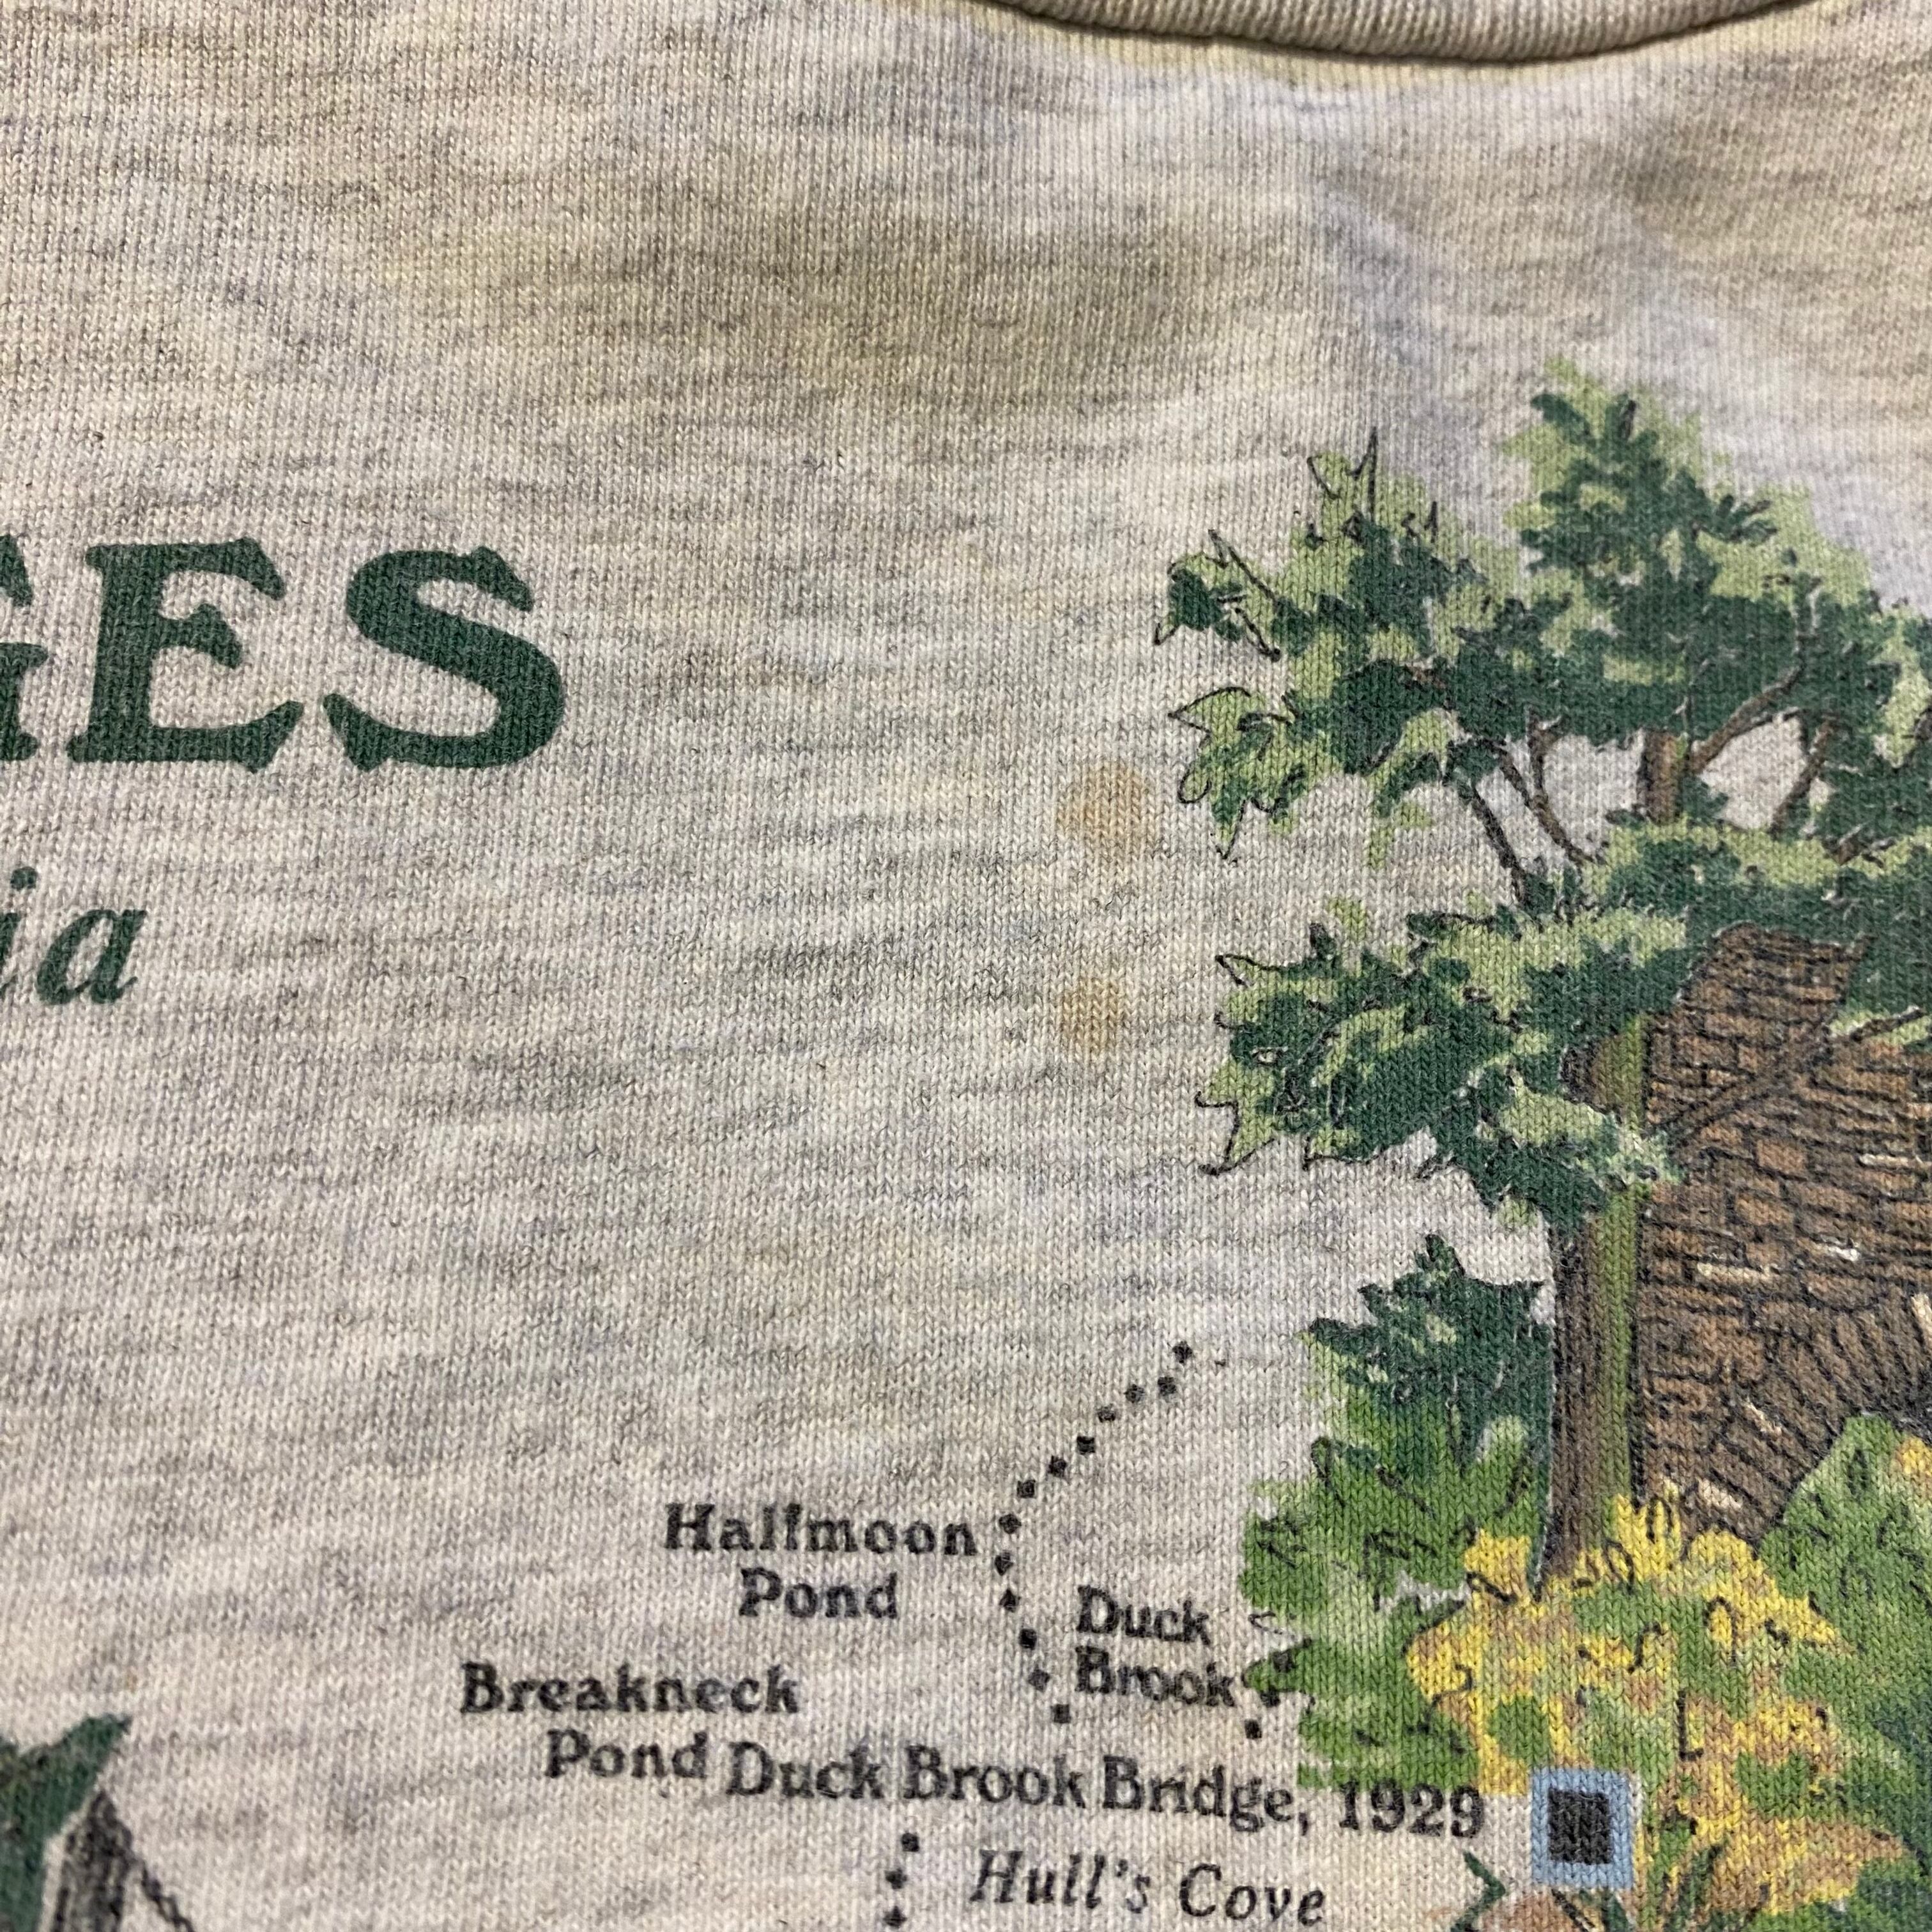 GES
ia
Halfmoon
Pond
Duck
Brook
Breakneck
Pond
Duck Brook Bridge, 1929
Hull's Cove